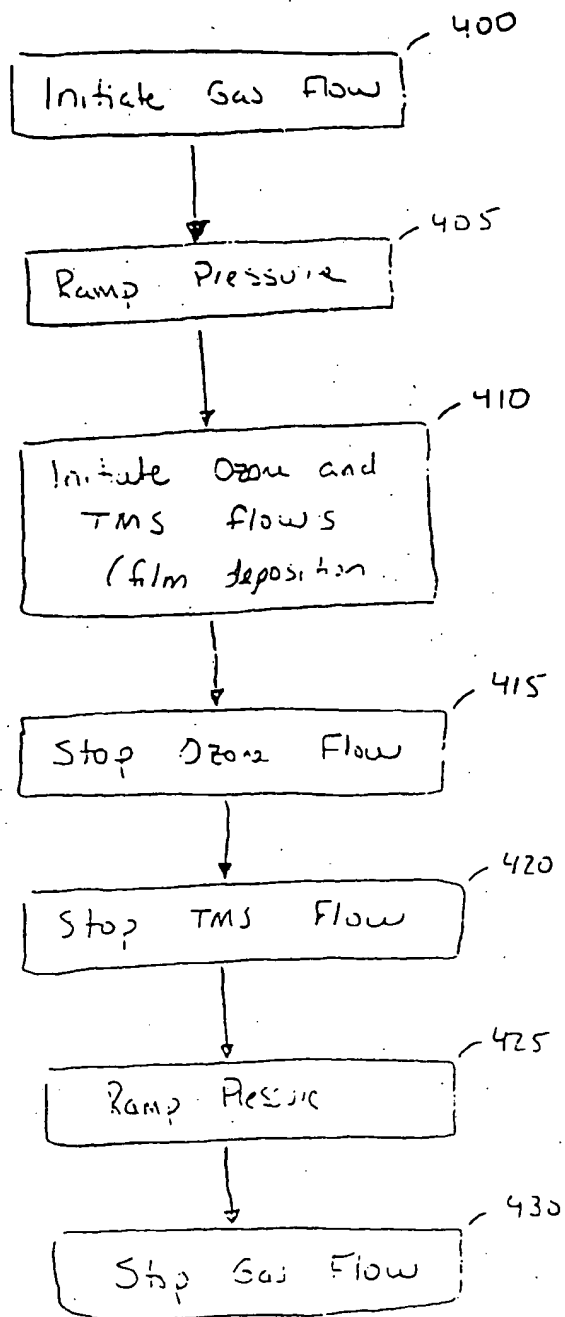 400
Initiate Gas Flow
405
Ramp Pressure
410
Initiate Ozone and
TMS flows
(film deposition
415
Stop Ozone Flow
420
Stop TMS Flow
425
Ramp Pressure
430
Stop Gas Flow